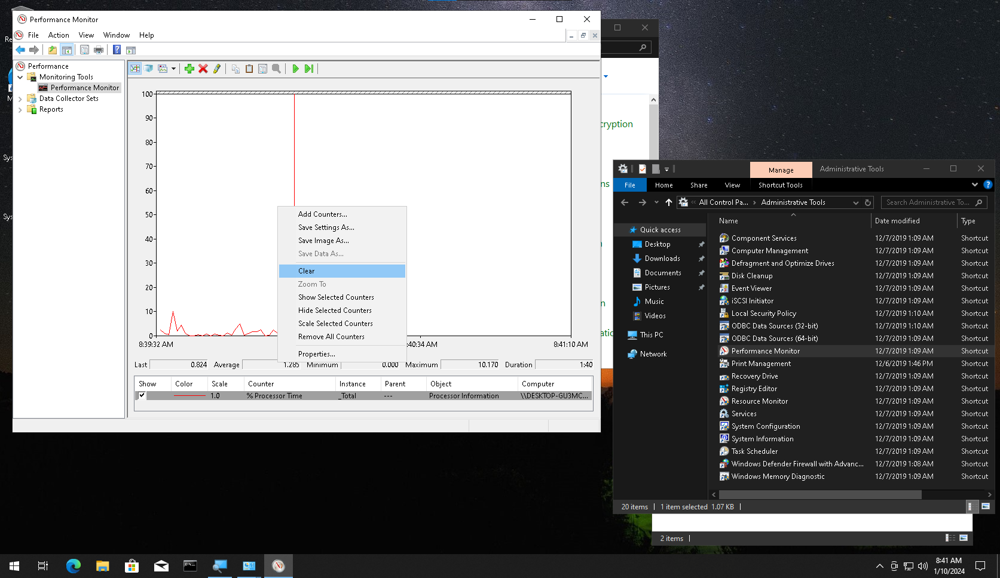 Performance Monitor
File Action View Window Help
Performance
Monitoring Tools
Performance Monitor
Data Collector Sets
Reports
100
90
80
70
60
50
40
30
20
10
0
8:39:32 AM
:40:34 AM
8:41:10 AM
Add Counters...
Save Settings As...
Save Image As...
Save Data As...
Clear
Zoom To
Show Selected Counters
Hide Selected Counters
Scale Selected Counters
Remove All Counters
Properties...
Last 0.824 Average 1.285 Minimum 0.000 Maximum 10.170 Duration 1:40
Show Color Scale Counter Instance Parent Object Computer
1.0 % Processor Time _Total --- Processor Information \\DESKTOP-GU3MC...
Re
M
Sys
Sys
cryption
ns
n
ation
Manage Administrative Tools
File Home Share View Shortcut Tools
All Control Pa... Administrative Tools Search Administrative To...
Quick access
Desktop
Downloads
Documents
Pictures
Music
Videos
This PC
Network
Name Date modified Type
Component Services 12/7/2019 1:09 AM Shortcut
Computer Management 12/7/2019 1:09 AM Shortcut
Defragment and Optimize Drives 12/7/2019 1:09 AM Shortcut
Disk Cleanup 12/7/2019 1:09 AM Shortcut
Event Viewer 12/7/2019 1:09 AM Shortcut
iSCSI Initiator 12/7/2019 1:09 AM Shortcut
Local Security Policy 12/7/2019 1:10 AM Shortcut
ODBC Data Sources (32-bit) 12/7/2019 1:10 AM Shortcut
ODBC Data Sources (64-bit) 12/7/2019 1:09 AM Shortcut
Performance Monitor 12/7/2019 1:09 AM Shortcut
Print Management 12/6/2019 1:46 PM Shortcut
Recovery Drive 12/7/2019 1:09 AM Shortcut
Registry Editor 12/7/2019 1:09 AM Shortcut
Resource Monitor 12/7/2019 1:09 AM Shortcut
Services 12/7/2019 1:09 AM Shortcut
System Configuration 12/7/2019 1:09 AM Shortcut
System Information 12/7/2019 1:09 AM Shortcut
Task Scheduler 12/7/2019 1:09 AM Shortcut
Windows Defender Firewall with Advanc... 12/7/2019 1:08 AM Shortcut
Windows Memory Diagnostic 12/7/2019 1:09 AM Shortcut
20 items 1 item selected 1.07 KB
2 items
8:41 AM
1/10/2024